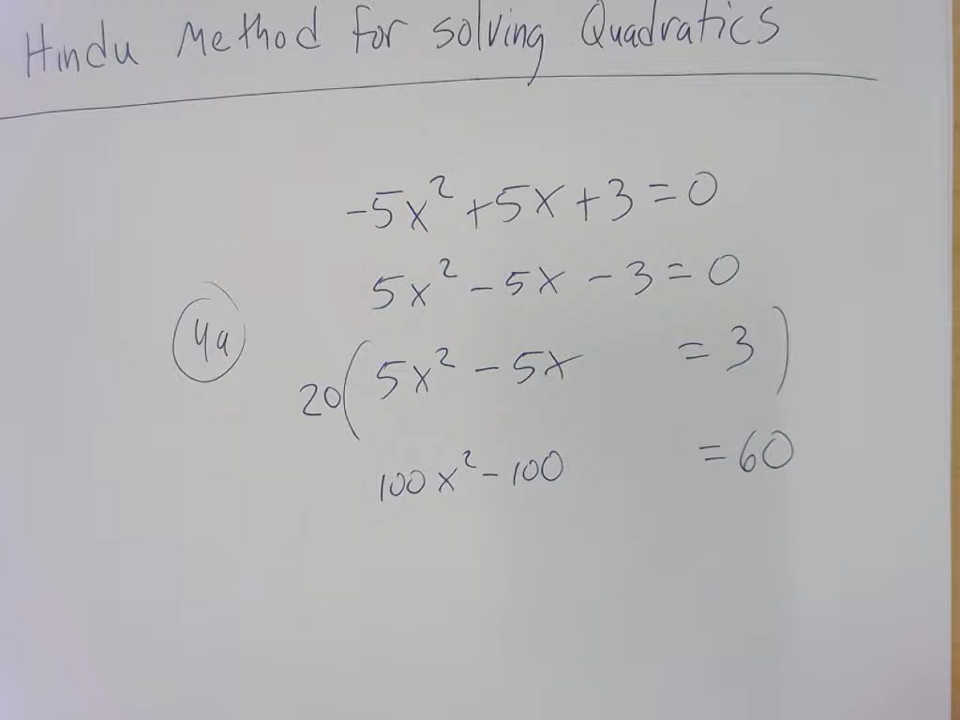 Hindu Method for solving Quadratics
-5x² +5x +3 = 0
5x² - 5x - 3 = 0
4a
20( 5x² - 5x = 3 )
100x² - 100 = 60